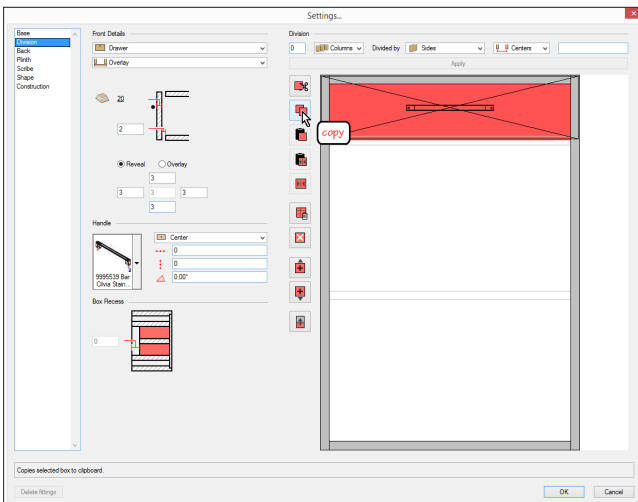 Settings...
Base
Division
Back
Plinth
Scribe
Shape
Construction
Front Details
Drawer
Overlay
20
2
Reveal
Overlay
3
3 3 3
3
Handle
9995539 Bar
Olivia Stain...
Center
0
0
0.00°
Box Recess
0
Division
0 Columns Divided by Sides Centers
Apply
copy
Copies selected box to clipboard.
Delete fittings
OK Cancel